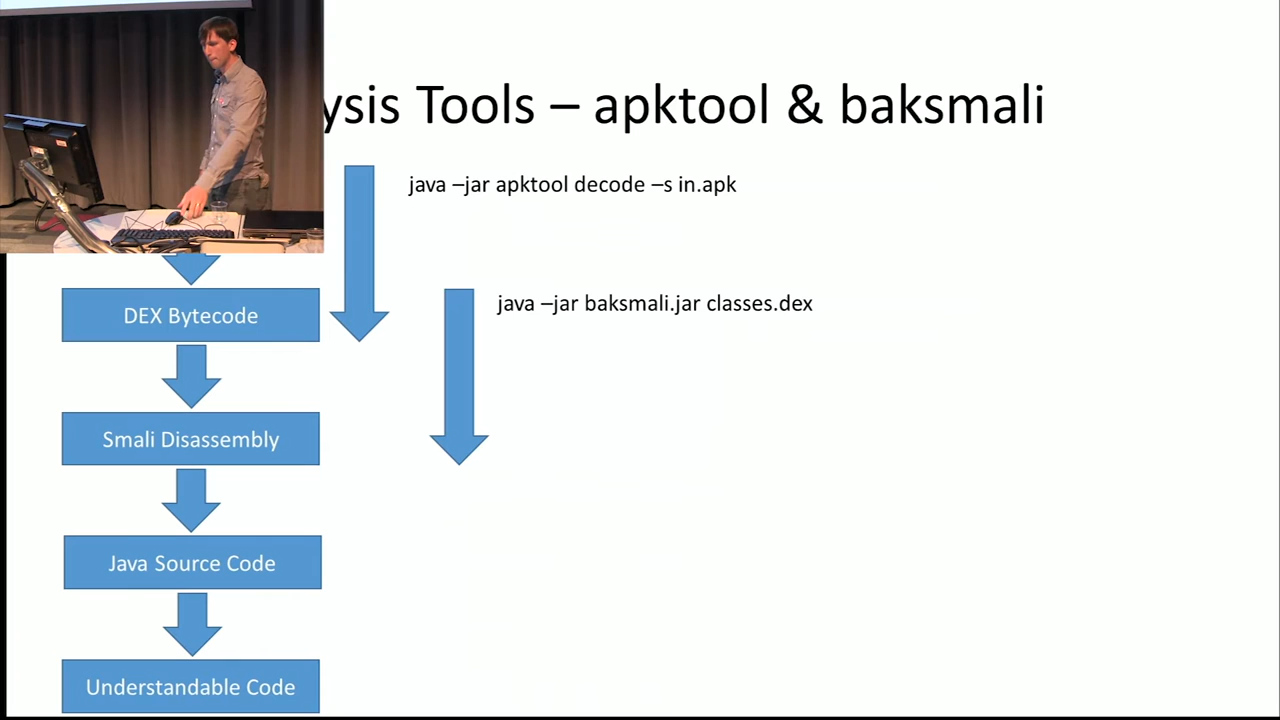 ysis Tools – apktool & baksmali
java –jar apktool decode –s in.apk
java –jar baksmali.jar classes.dex
DEX Bytecode
Smali Disassembly
Java Source Code
Understandable Code